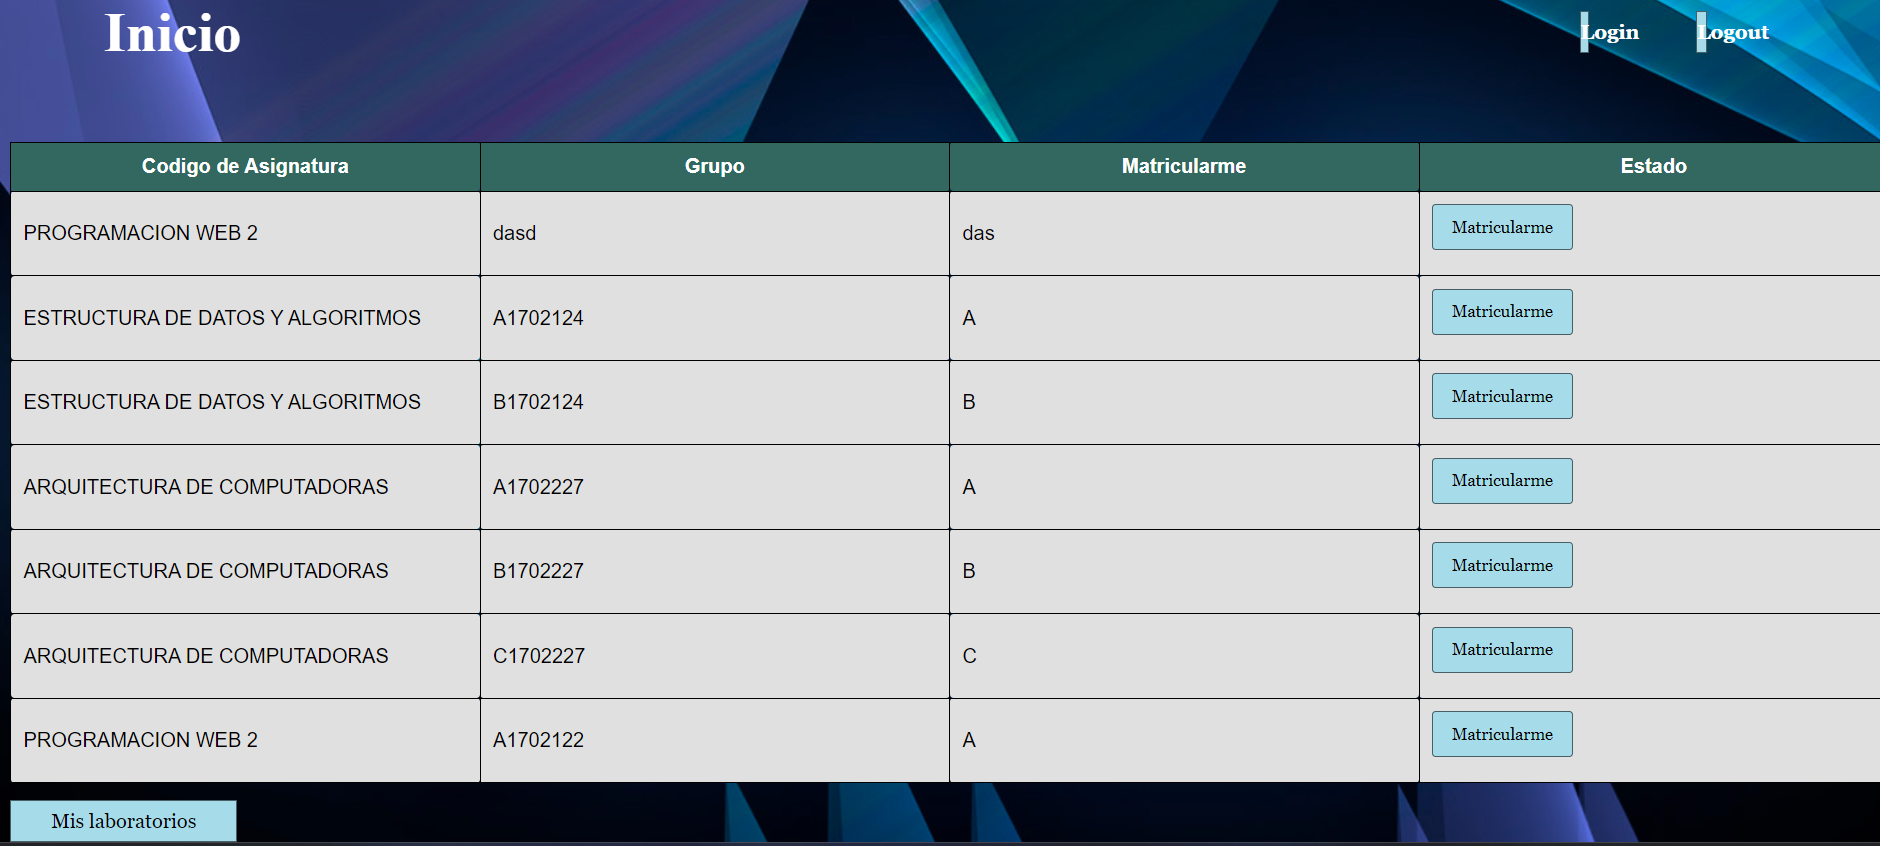 Inicio Login Logout
Codigo de Asignatura Grupo Matricularme Estado
PROGRAMACION WEB 2 dasd das Matricularme
ESTRUCTURA DE DATOS Y ALGORITMOS A1702124 A Matricularme
ESTRUCTURA DE DATOS Y ALGORITMOS B1702124 B Matricularme
ARQUITECTURA DE COMPUTADORAS A1702227 A Matricularme
ARQUITECTURA DE COMPUTADORAS B1702227 B Matricularme
ARQUITECTURA DE COMPUTADORAS C1702227 C Matricularme
PROGRAMACION WEB 2 A1702122 A Matricularme
Mis laboratorios